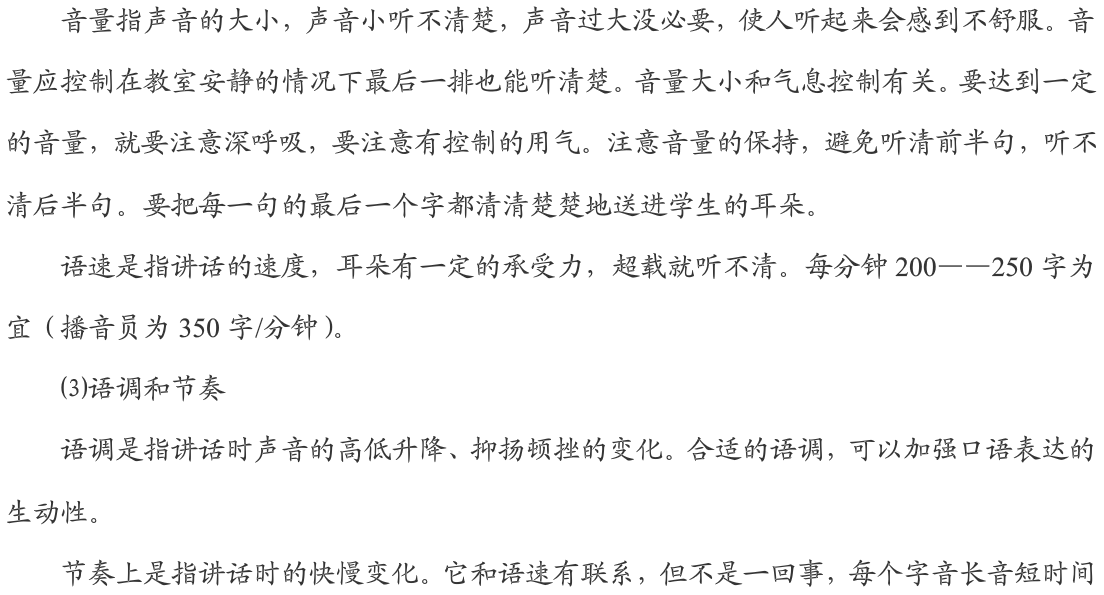 音量指声音的大小，声音小听不清楚，声音过大没必要，使人听起来会感到不舒服。音
量应控制在教室安静的情况下最后一排也能听清楚。音量大小和气息控制有关。要达到一定
的音量，就要注意深呼吸，要注意有控制的用气。注意音量的保持，避免听清前半句，听不
清后半句。要把每一句的最后一个字都清清楚楚地送进学生的耳朵。
语速是指讲话的速度，耳朵有一定的承受力，超载就听不清。每分钟 200——250 字为
宜（播音员为 350 字/分钟）。
⑶语调和节奏
语调是指讲话时声音的高低升降、抑扬顿挫的变化。合适的语调，可以加强口语表达的
生动性。
节奏上是指讲话时的快慢变化。它和语速有联系，但不是一回事，每个字音长音短时间